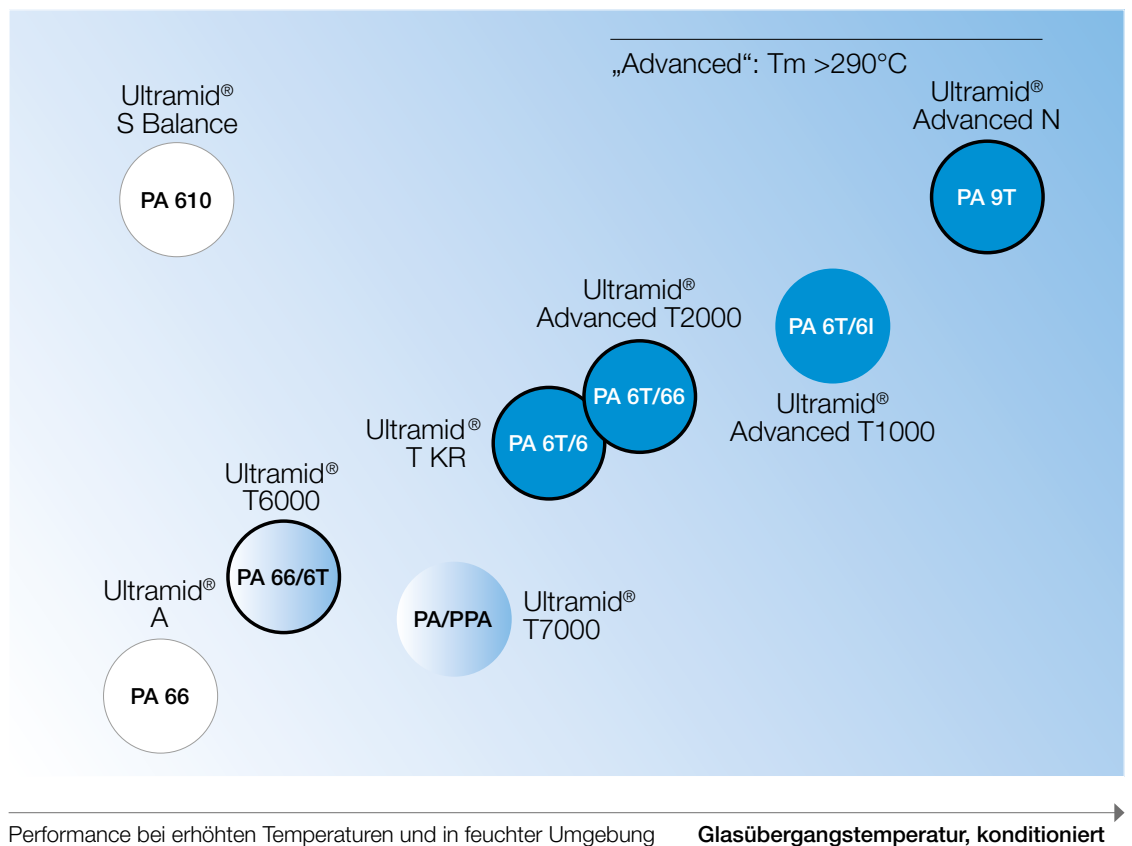 „Advanced“: Tm >290°C
Ultramid®
S Balance
PA 610
Ultramid®
Advanced N
PA 9T
Ultramid®
Advanced T2000
PA 6T/66
PA 6T/6I
Ultramid®
Advanced T1000
Ultramid®
T KR
PA 6T/6
Ultramid®
T6000
PA 66/6T
PA/PPA
Ultramid®
T7000
Ultramid®
A
PA 66
Performance bei erhöhten Temperaturen und in feuchter Umgebung
Glasübergangstemperatur, konditioniert